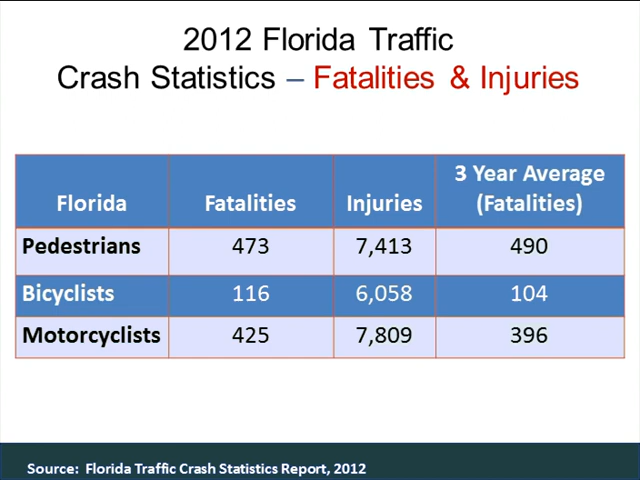 2012 Florida Traffic
Crash Statistics – Fatalities & Injuries
3 Year Average
Florida Fatalities Injuries (Fatalities)
Pedestrians 473 7,413 490
Bicyclists 116 6,058 104
Motorcyclists 425 7,809 396
Source: Florida Traffic Crash Statistics Report, 2012